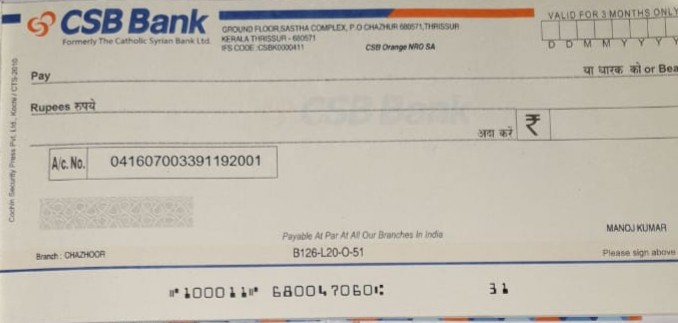 CSB Bank
Formerly The Catholic Syrian Bank Ltd.
GROUND FLOOR,SASTHA COMPLEX, P.O CHAZHUR 680571,THRISSUR
KERALA THRISSUR - 680571
IFS CODE :CSBK0000411
CSB Orange NRO SA
VALID FOR 3 MONTHS ONLY
D D M M Y Y Y Y
Pay
या धारक को or Bea
Rupees रुपये
CSB Bank
अदा करे ₹
A/c. No. 041607003391192001
Cochin Security Press Pvt. Ltd., Kochi / CTS-2010
MANOJ KUMAR
Payable At Par At All Our Branches in India
Branch : CHAZHOOR
B126-L20-O-51
Please sign above
⑈100011⑈ 680047060⑆ 31